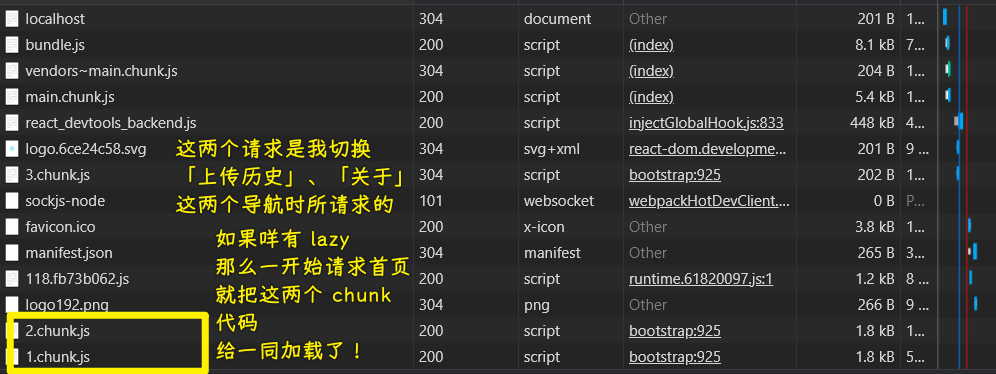 localhost 304 document Other 201 B 1...
bundle.js 200 script (index) 8.1 kB 7...
vendors~main.chunk.js 304 script (index) 204 B 1...
main.chunk.js 200 script (index) 5.4 kB 1...
react_devtools_backend.js 200 script injectGlobalHook.js:833 448 kB 4...
logo.6ce24c58.svg 304 svg+xml react-dom.developme... 201 B 9...
3.chunk.js 304 script bootstrap:925 202 B 1...
sockjs-node 101 websocket webpackHotDevClient.... 0 B P...
favicon.ico 200 x-icon Other 3.8 kB 1...
manifest.json 304 manifest Other 265 B 3...
118.fb73b062.js 200 script runtime.61820097.js:1 1.2 kB 8...
logo192.png 304 png Other 266 B 9...
2.chunk.js 200 script bootstrap:925 1.8 kB 1...
1.chunk.js 200 script bootstrap:925 1.8 kB 5...
这两个请求是我切换
「上传历史」、「关于」
这两个导航时所请求的
如果咩有 lazy
那么一开始请求首页
就把这两个 chunk
代码
给一同加载了！